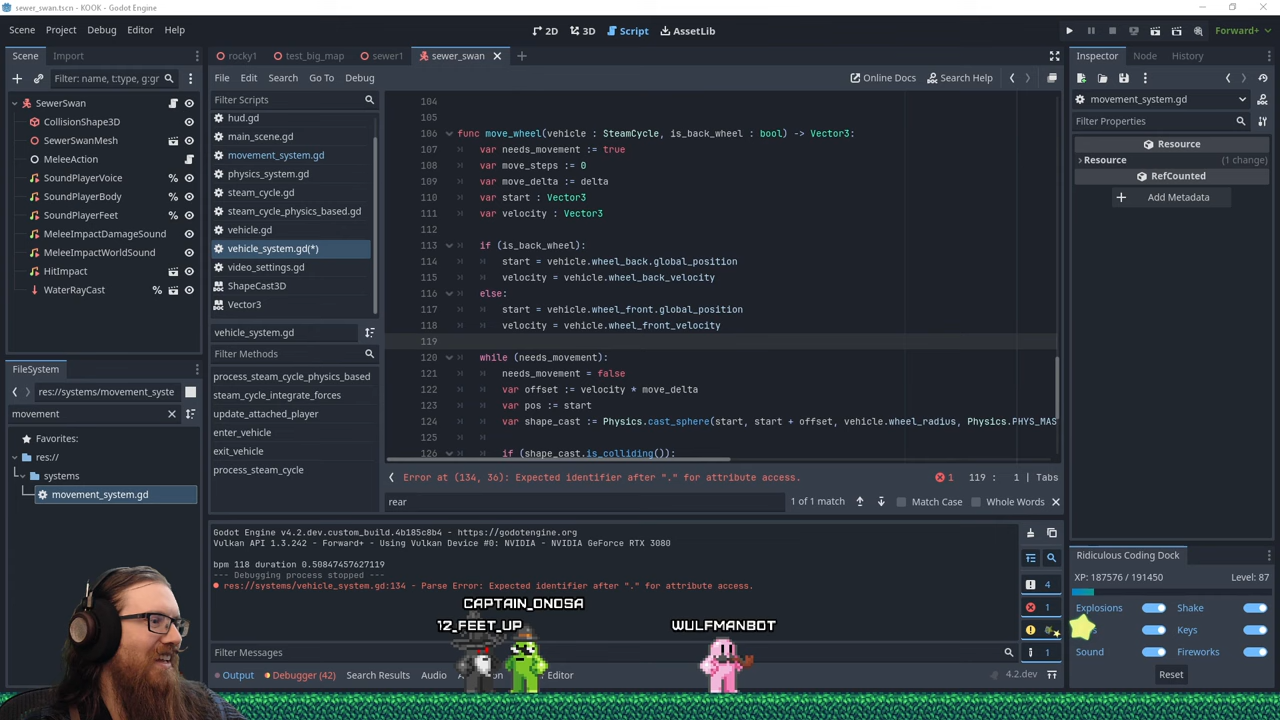 sewer_swan.tscn - KOOK - Godot Engine
Scene Project Debug Editor Help
2D 3D Script AssetLib
Forward+
Scene Import
rocky1 test_big_map sewer1 sewer_swan
Inspector Node History
Filter: name, t:type, g:gr
File Edit Search Go To Debug
Online Docs Search Help
SewerSwan
CollisionShape3D
SewerSwanMesh
MeleeAction
SoundPlayerVoice
SoundPlayerBody
SoundPlayerFeet
MeleeImpactDamageSound
MeleeImpactWorldSound
HitImpact
WaterRayCast
FileSystem
res://systems/movement_syste
movement
Favorites:
res://
systems
movement_system.gd
Filter Scripts
hud.gd
main_scene.gd
movement_system.gd
physics_system.gd
steam_cycle.gd
steam_cycle_physics_based.gd
vehicle.gd
vehicle_system.gd(*)
video_settings.gd
ShapeCast3D
Vector3
vehicle_system.gd
Filter Methods
process_steam_cycle_physics_based
steam_cycle_integrate_forces
update_attached_player
enter_vehicle
exit_vehicle
process_steam_cycle
104
105
106 func move_wheel(vehicle : SteamCycle, is_back_wheel : bool) -> Vector3:
107 var needs_movement := true
108 var move_steps := 0
109 var move_delta := delta
110 var start : Vector3
111 var velocity : Vector3
112
113 if (is_back_wheel):
114 start = vehicle.wheel_back.global_position
115 velocity = vehicle.wheel_back_velocity
116 else:
117 start = vehicle.wheel_front.global_position
118 velocity = vehicle.wheel_front_velocity
119
120 while (needs_movement):
121 needs_movement = false
122 var offset := velocity * move_delta
123 var pos := start
124 var shape_cast := Physics.cast_sphere(start, start + offset, vehicle.wheel_radius, Physics.PHYS_MAS
125
126 if (shape_cast.is_colliding()):
Error at (134, 36): Expected identifier after "." for attribute access.
1 119 : 1 | Tabs
rear
1 of 1 match
Match Case Whole Words
Godot Engine v4.2.dev.custom_build.4b185c8b4 - https://godotengine.org
Vulkan API 1.3.242 - Forward+ - Using Vulkan Device #0: NVIDIA - NVIDIA GeForce RTX 3080
bpm 118 duration 0.50847457627119
--- Debugging process stopped ---
res://systems/vehicle_system.gd:134 - Parse Error: Expected identifier after "." for attribute access.
4
1
1
Filter Messages
Output Debugger (42) Search Results Audio Editor
4.2.dev
CAPTAIN_ONOSA
12_FEET_UP
WULFMANBOT
movement_system.gd
Filter Properties
Resource
Resource (1 change)
RefCounted
Add Metadata
Ridiculous Coding Dock
XP: 187576 / 191450 Level: 87
Explosions Shake
Keys
Sound Fireworks
Reset